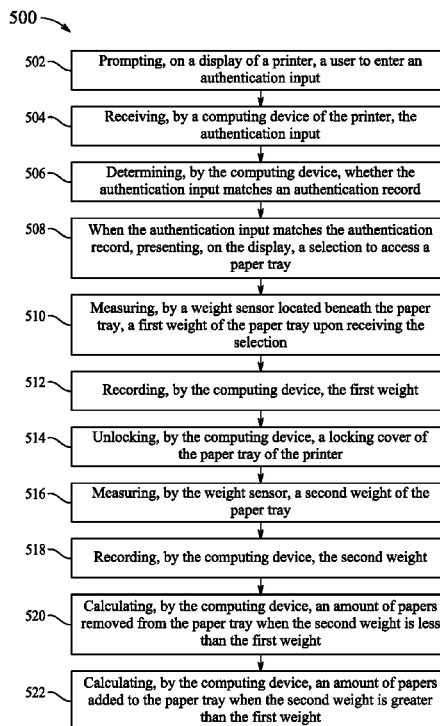 500
502
Prompting, on a display of a printer, a user to enter an
authentication input
504
Receiving, by a computing device of the printer, the
authentication input
506
Determining, by the computing device, whether the
authentication input matches an authentication record
508
When the authentication input matches the authentication
record, presenting, on the display, a selection to access a
paper tray
510
Measuring, by a weight sensor located beneath the paper
tray, a first weight of the paper tray upon receiving the
selection
512
Recording, by the computing device, the first weight
514
Unlocking, by the computing device, a locking cover of
the paper tray of the printer
516
Measuring, by the weight sensor, a second weight of the
paper tray
518
Recording, by the computing device, the second weight
520
Calculating, by the computing device, an amount of papers
removed from the paper tray when the second weight is less
than the first weight
522
Calculating, by the computing device, an amount of papers
added to the paper tray when the second weight is greater
than the first weight